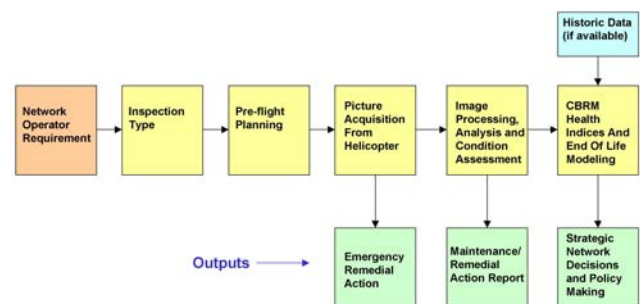 Historic Data
(if available)
Network
Operator
Requirement
Inspection
Type
Pre-flight
Planning
Picture
Acquisition
From
Helicopter
Image
Processing,
Analysis and
Condition
Assessment
CBRM
Health
Indices And
End Of Life
Modeling
Outputs
Emergency
Remedial
Action
Maintenance/
Remedial
Action Report
Strategic
Network
Decisions
and Policy
Making